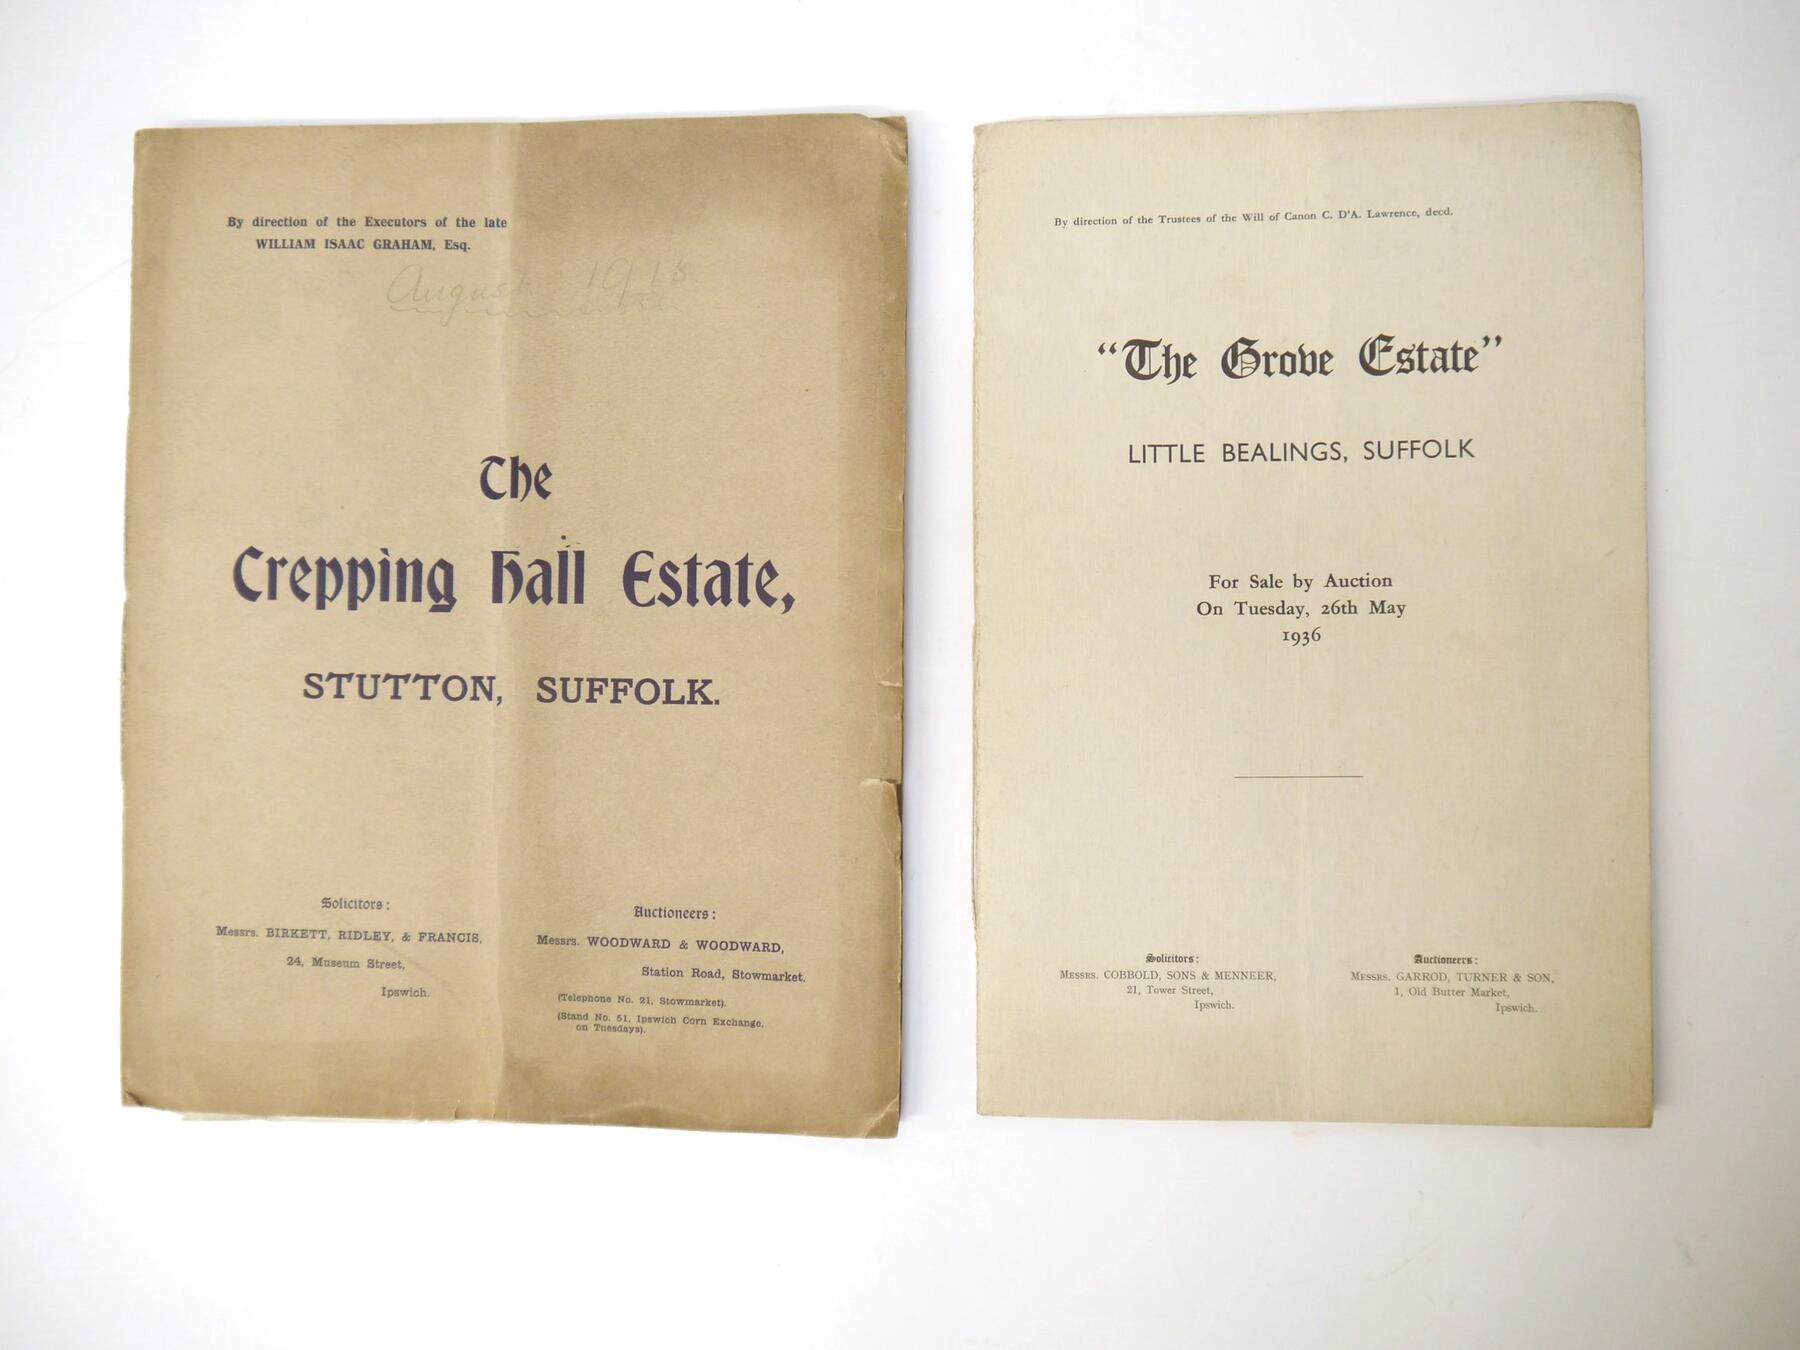 By direction of the Executors of the late
WILLIAM ISAAC GRAHAM, Esq.
August 1918
The
Crepping Hall Estate,
STUTTON, SUFFOLK.
Solicitors:
Messrs. BIRKETT, RIDLEY, & FRANCIS,
24, Museum Street,
Ipswich.
Auctioneers:
Messrs. WOODWARD & WOODWARD,
Station Road, Stowmarket.
(Telephone No. 21, Stowmarket).
(Stand No. 51, Ipswich Corn Exchange,
on Tuesdays).
By direction of the Trustees of the Will of Canon C. D'A. Lawrence, decd.
"The Grove Estate"
LITTLE BEALINGS, SUFFOLK
For Sale by Auction
On Tuesday, 26th May
1936
Solicitors:
MESSRS. COBBOLD, SONS & MENNEER,
21, Tower Street,
Ipswich.
Auctioneers:
MESSRS. GARROD, TURNER & SON,
1, Old Butter Market,
Ipswich.